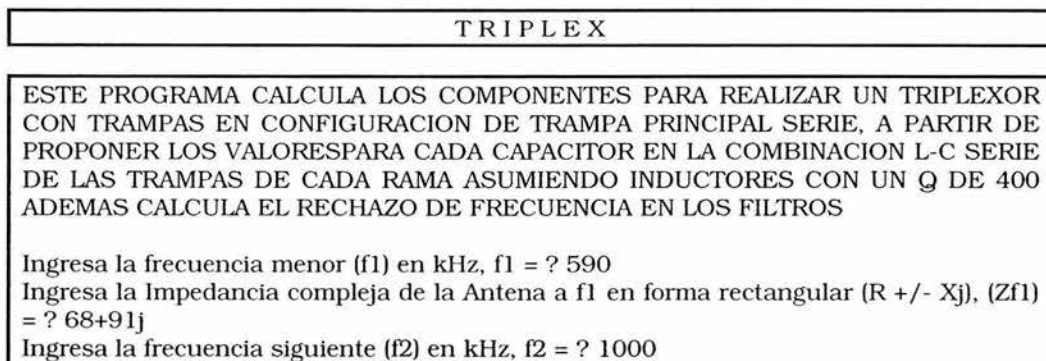 T R I P L E X
ESTE PROGRAMA CALCULA LOS COMPONENTES PARA REALIZAR UN TRIPLEXOR
CON TRAMPAS EN CONFIGURACION DE TRAMPA PRINCIPAL SERIE, A PARTIR DE
PROPONER LOS VALORESPARA CADA CAPACITOR EN LA COMBINACION L-C SERIE
DE LAS TRAMPAS DE CADA RAMA ASUMIENDO INDUCTORES CON UN Q DE 400
ADEMAS CALCULA EL RECHAZO DE FRECUENCIA EN LOS FILTROS
Ingresa la frecuencia menor (f1) en kHz, f1 = ? 590
Ingresa la Impedancia compleja de la Antena a f1 en forma rectangular (R +/- Xj), (Zf1)
= ? 68+91j
Ingresa la frecuencia siguiente (f2) en kHz, f2 = ? 1000